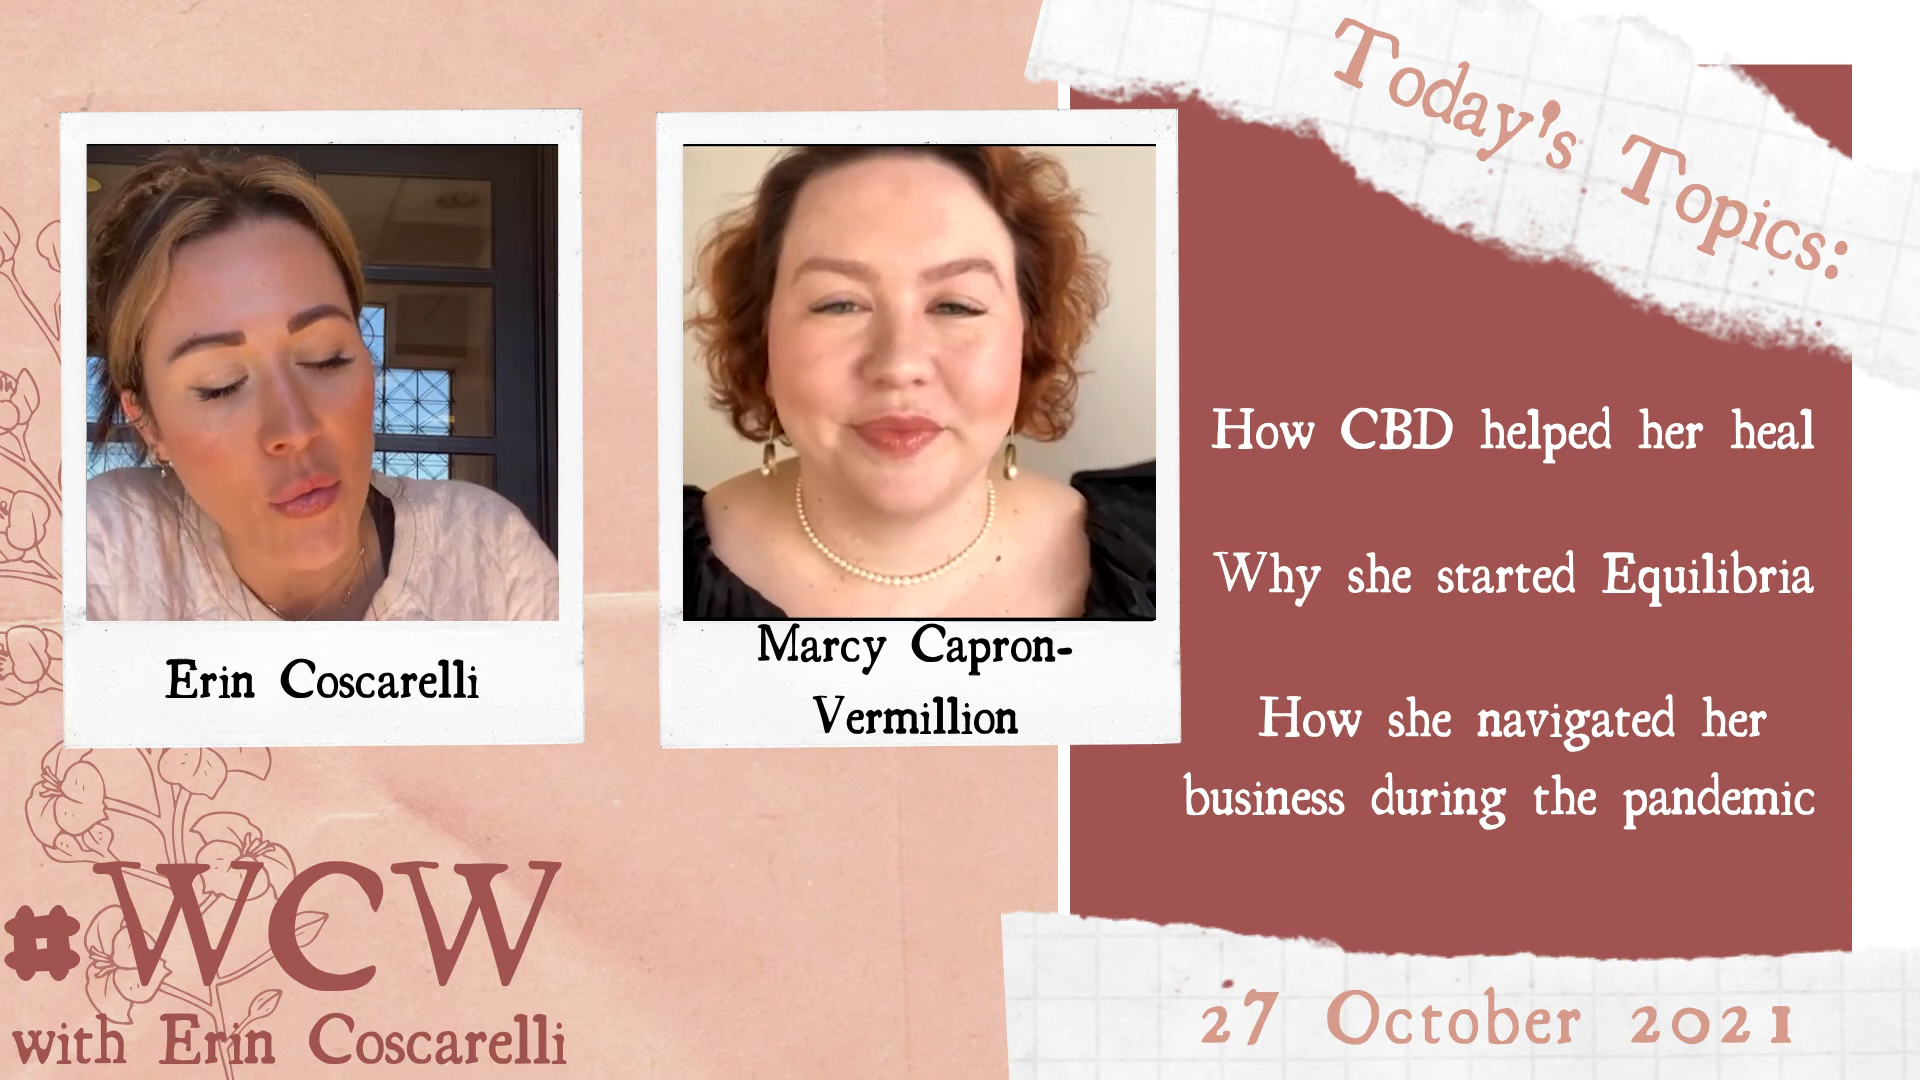 Today's Topics:
Erin Coscarelli
Marcy Capron-
Vermillion
How CBD helped her heal
Why she started Equilibria
How she navigated her
business during the pandemic
#WCW
with Erin Coscarelli
27 October 2021